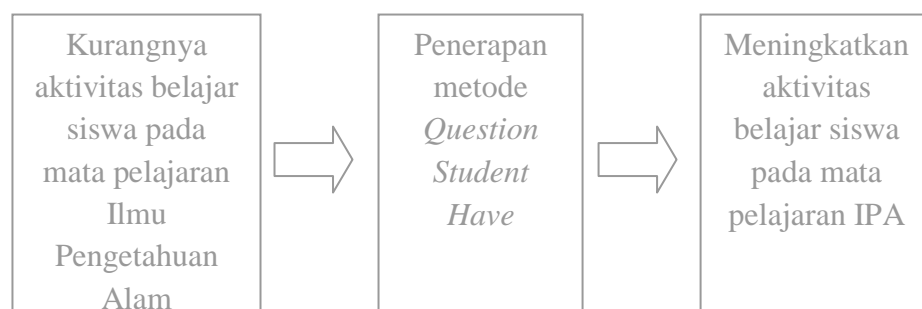 Kurangnya
aktivitas belajar
siswa pada
mata pelajaran
Ilmu
Pengetahuan
Alam
Penerapan
metode
Question
Student
Have
Meningkatkan
aktivitas
belajar siswa
pada mata
pelajaran IPA